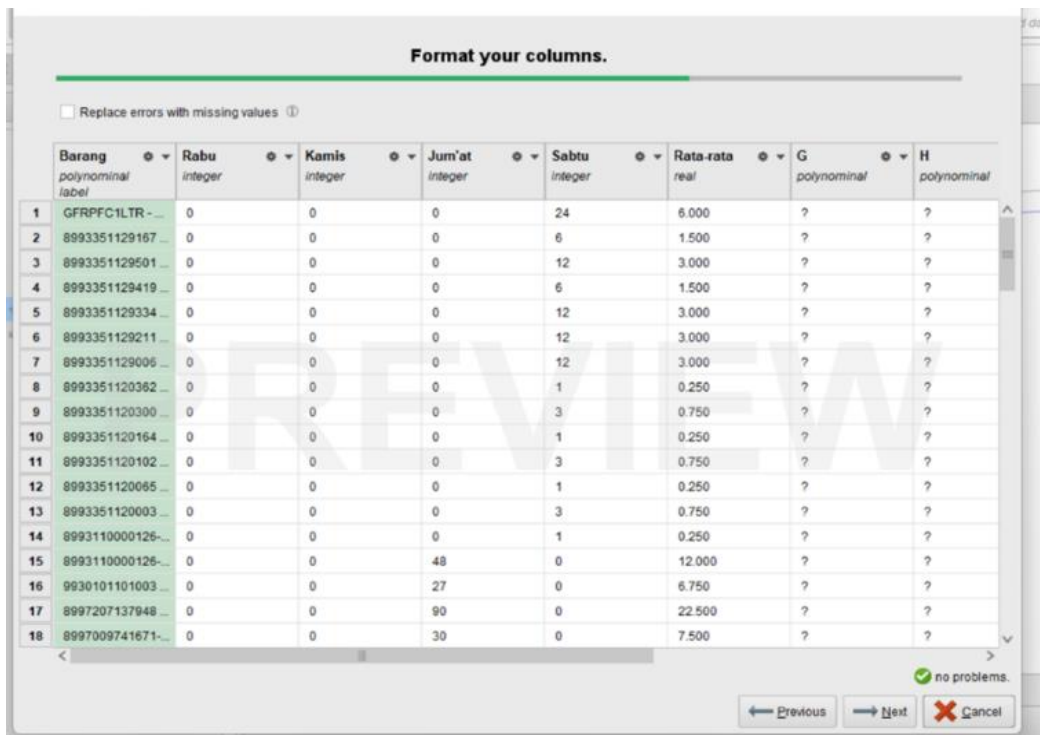 Format your columns.
Replace errors with missing values
Barang Rabu Kamis Jum'at Sabtu Rata-rata G H
polynominal integer integer integer integer real polynominal polynominal
label
1 GFRPFC1LTR - ... 0 0 0 24 6.000 ? ?
2 8993351129167 ... 0 0 0 6 1.500 ? ?
3 8993351129501 ... 0 0 0 12 3.000 ? ?
4 8993351129419 ... 0 0 0 6 1.500 ? ?
5 8993351129334 ... 0 0 0 12 3.000 ? ?
6 8993351129211 ... 0 0 0 12 3.000 ? ?
7 8993351129006 ... 0 0 0 12 3.000 ? ?
8 8993351120362 ... 0 0 0 1 0.250 ? ?
9 8993351120300 ... 0 0 0 3 0.750 ? ?
10 8993351120164 ... 0 0 0 1 0.250 ? ?
11 8993351120102 ... 0 0 0 3 0.750 ? ?
12 8993351120065 ... 0 0 0 1 0.250 ? ?
13 8993351120003 ... 0 0 0 3 0.750 ? ?
14 8993110000126-... 0 0 0 1 0.250 ? ?
15 8993110000126-... 0 0 48 0 12.000 ? ?
16 9930101101003 ... 0 0 27 0 6.750 ? ?
17 8997207137948 ... 0 0 90 0 22.500 ? ?
18 8997009741671-... 0 0 30 0 7.500 ? ?
PREVIEW
no problems.
Previous Next Cancel